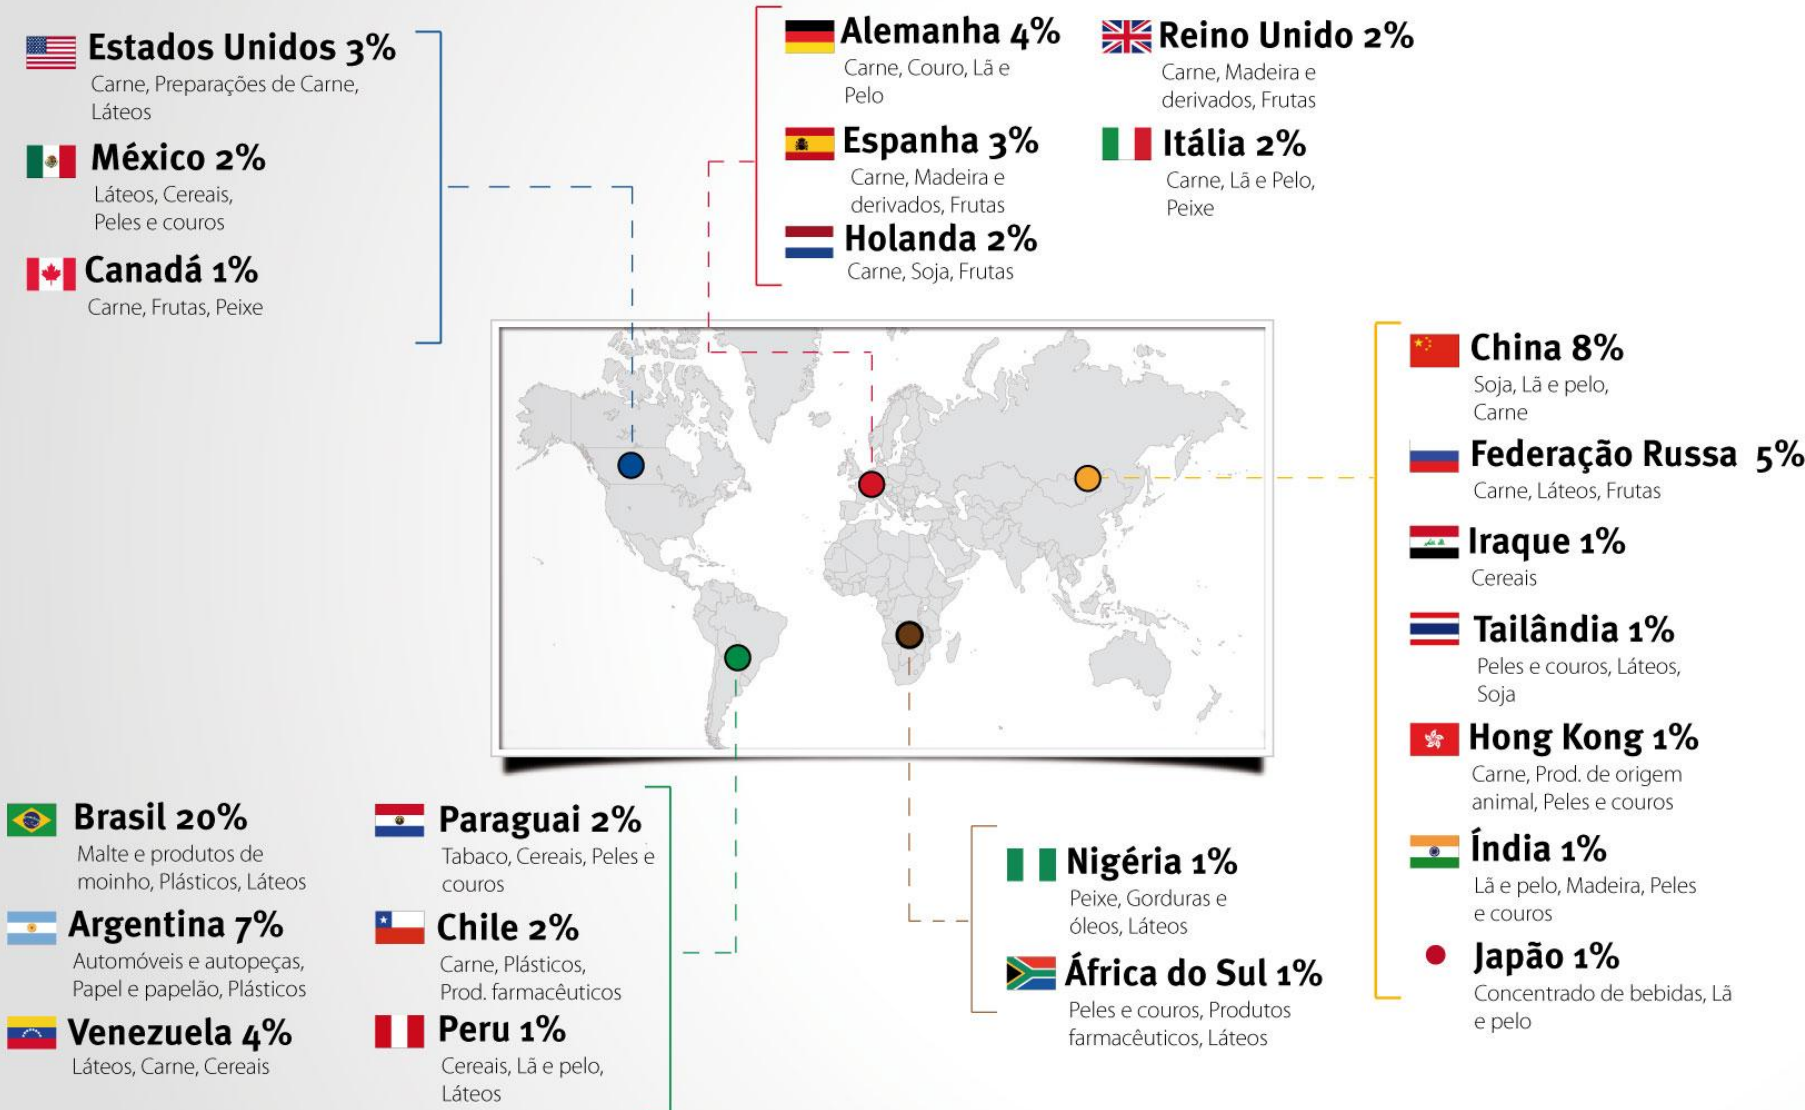 Estados Unidos 3%
Carne, Preparações de Carne,
Láteos
México 2%
Láteos, Cereais,
Peles e couros
Canadá 1%
Carne, Frutas, Peixe
Alemanha 4%
Carne, Couro, Lã e
Pelo
Espanha 3%
Carne, Madeira e
derivados, Frutas
Holanda 2%
Carne, Soja, Frutas
Reino Unido 2%
Carne, Madeira e
derivados, Frutas
Itália 2%
Carne, Lã e Pelo,
Peixe
China 8%
Soja, Lã e pelo,
Carne
Federação Russa 5%
Carne, Láteos, Frutas
Iraque 1%
Cereais
Tailândia 1%
Peles e couros, Láteos,
Soja
Hong Kong 1%
Carne, Prod. de origem
animal, Peles e couros
Índia 1%
Lã e pelo, Madeira, Peles
e couros
Japão 1%
Concentrado de bebidas, Lã
e pelo
Brasil 20%
Malte e produtos de
moinho, Plásticos, Láteos
Argentina 7%
Automóveis e autopeças,
Papel e papelão, Plásticos
Venezuela 4%
Láteos, Carne, Cereais
Paraguai 2%
Tabaco, Cereais, Peles e
couros
Chile 2%
Carne, Plásticos,
Prod. farmacêuticos
Peru 1%
Cereais, Lã e pelo,
Láteos
Nigéria 1%
Peixe, Gorduras e
óleos, Láteos
África do Sul 1%
Peles e couros, Produtos
farmacêuticos, Láteos